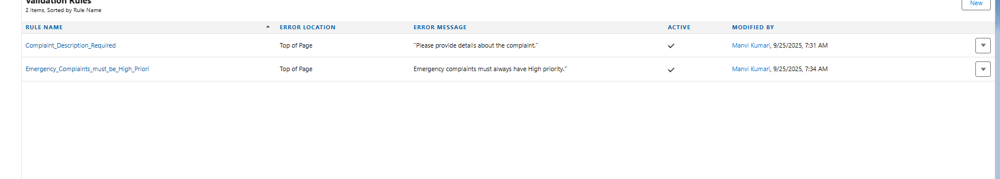 Validation Rules
2 Items, Sorted by Rule Name
New
RULE NAME ERROR LOCATION ERROR MESSAGE ACTIVE MODIFIED BY
Complaint_Description_Required Top of Page "Please provide details about the complaint." Manvi Kumari, 9/25/2025, 7:31 AM
Emergency_Complaints_must_be_High_Priori Top of Page Emergency complaints must always have High priority." Manvi Kumari, 9/25/2025, 7:34 AM